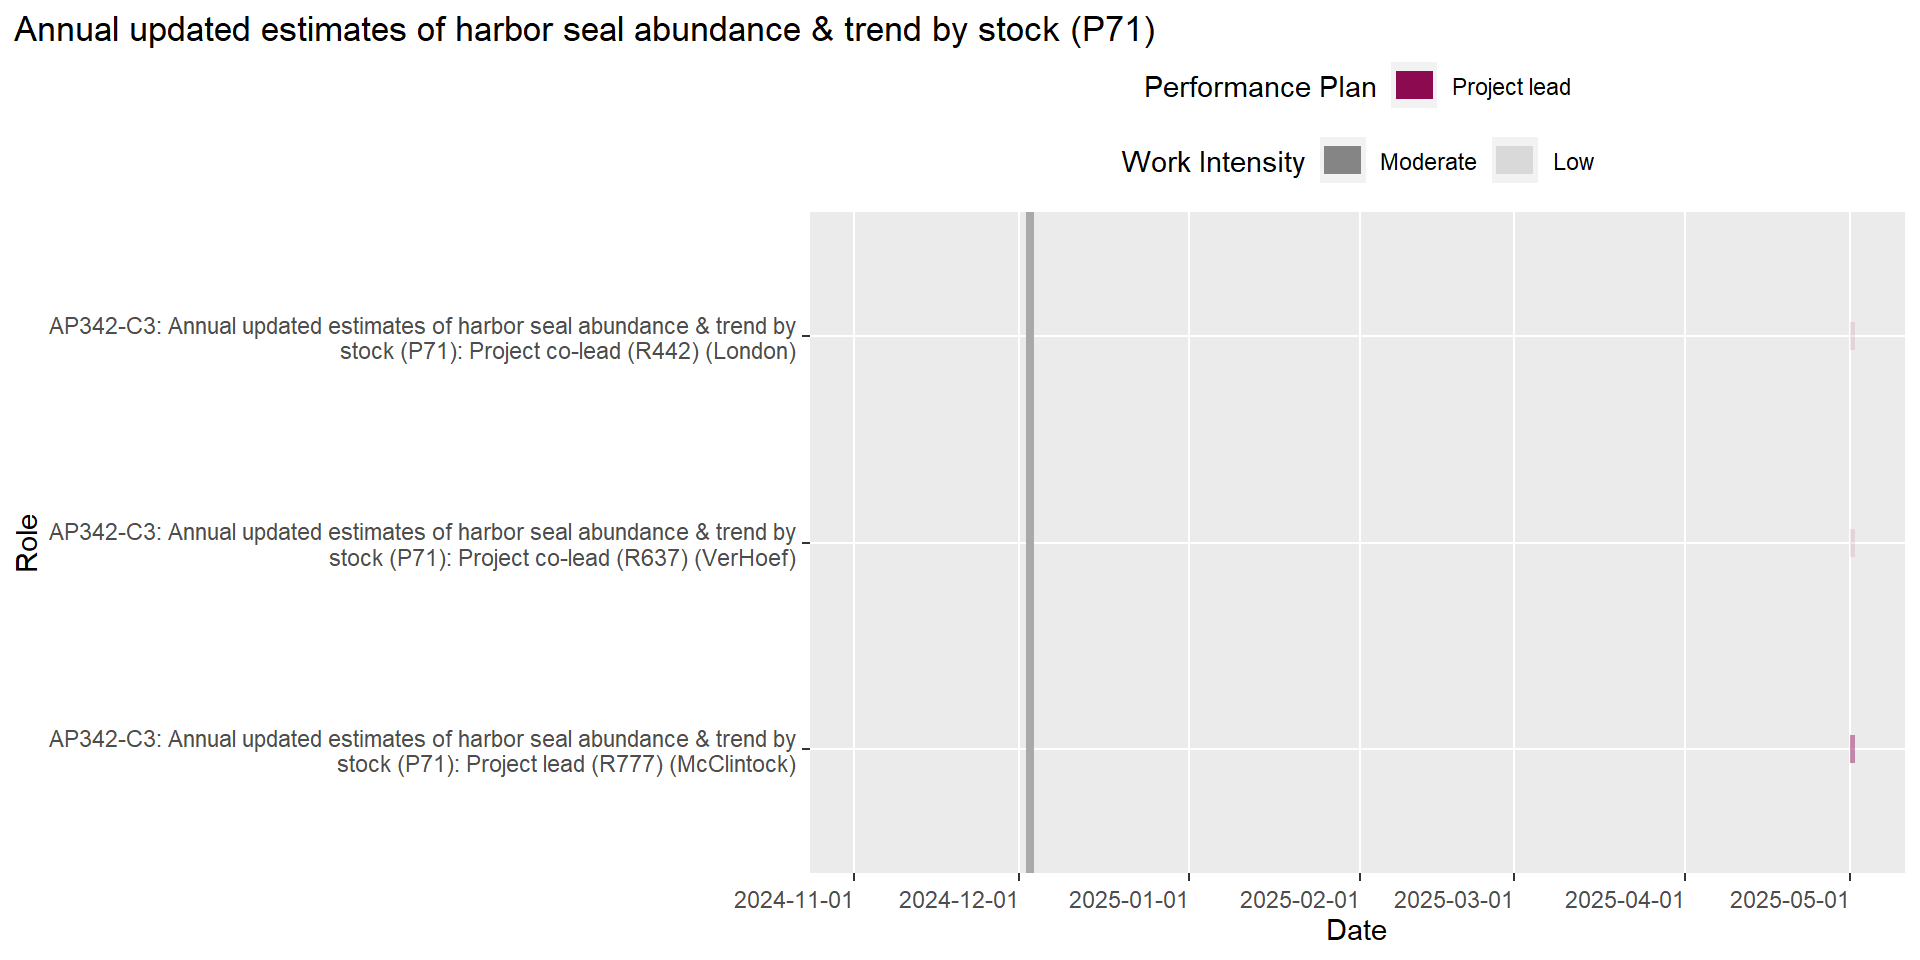 Annual updated estimates of harbor seal abundance & trend by stock (P71)
Performance Plan Project lead
Work Intensity Moderate Low
AP342-C3: Annual updated estimates of harbor seal abundance & trend by
stock (P71): Project co-lead (R442) (London)
AP342-C3: Annual updated estimates of harbor seal abundance & trend by
stock (P71): Project co-lead (R637) (VerHoef)
AP342-C3: Annual updated estimates of harbor seal abundance & trend by
stock (P71): Project lead (R777) (McClintock)
Role
2024-11-01 2024-12-01 2025-01-01 2025-02-01 2025-03-01 2025-04-01 2025-05-01
Date